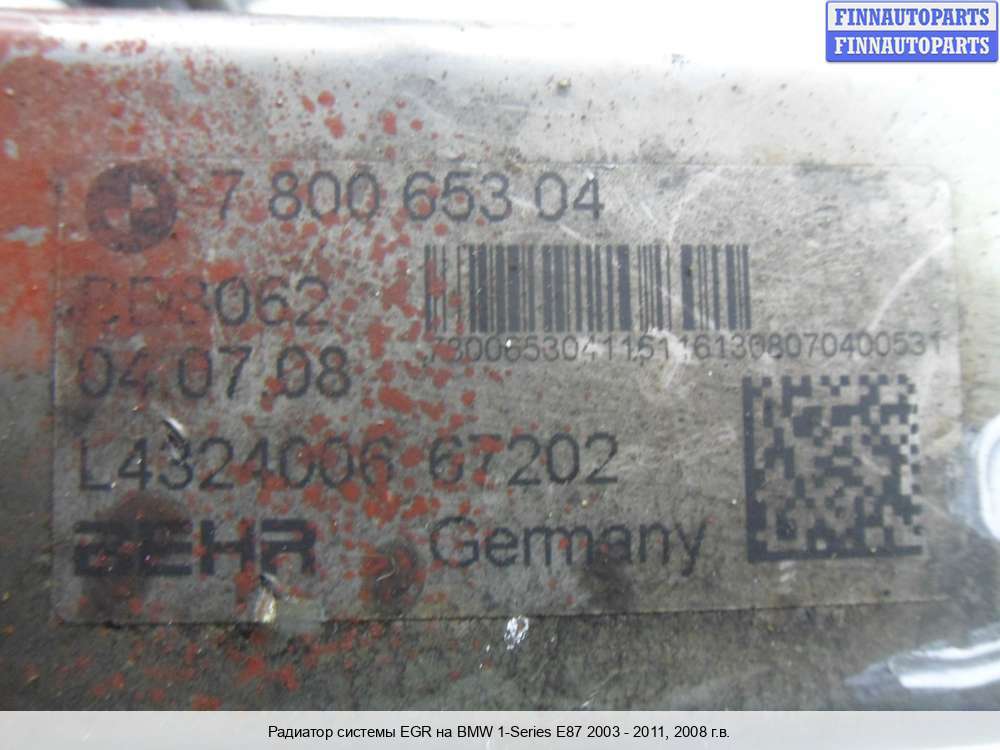 FINNAUTOPARTS
FINNAUTOPARTS
7 800 653 04
04.07.08
L4324006 67202
BEHR Germany
Радиатор системы EGR на BMW 1-Series E87 2003 - 2011, 2008 г.в.